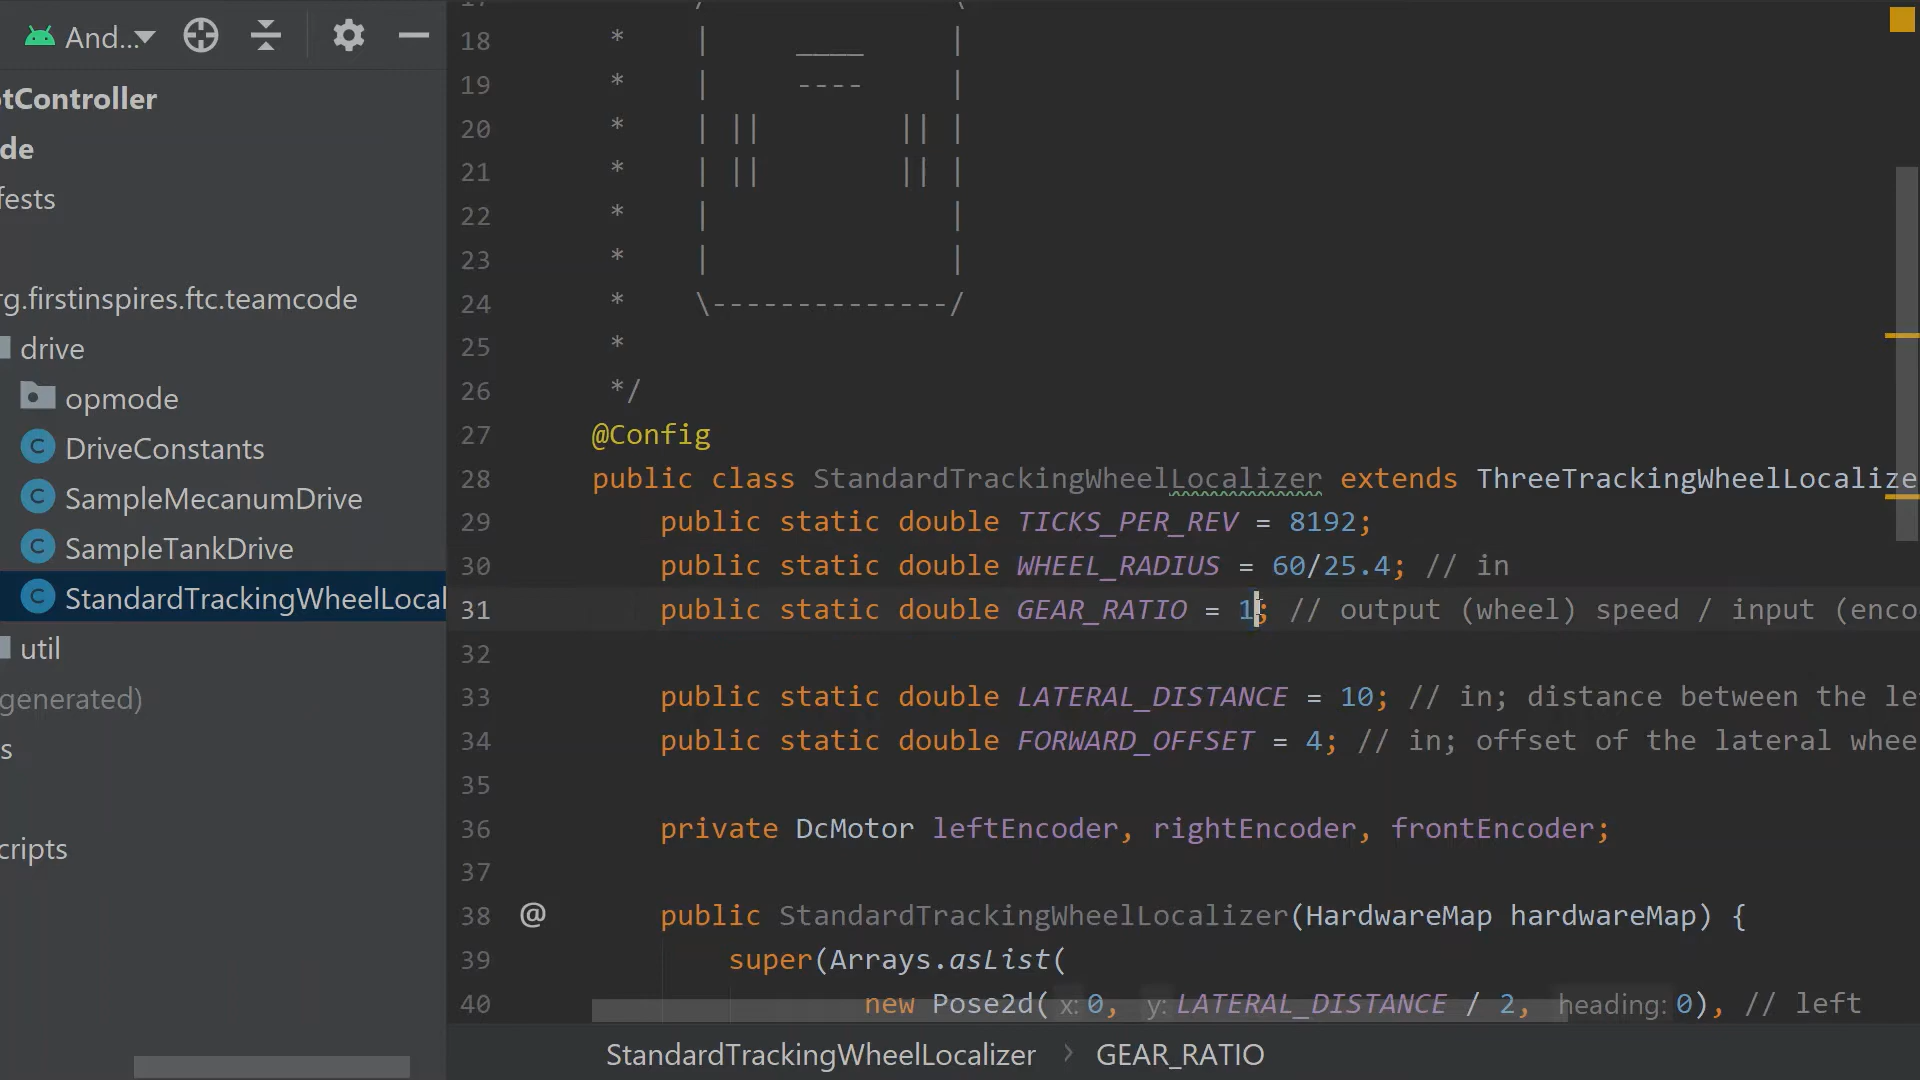 And...
tController
de
fests
rg.firstinspires.ftc.teamcode
drive
opmode
DriveConstants
SampleMecanumDrive
SampleTankDrive
StandardTrackingWheelLocal
util
generated)
s
cripts
18 * | ____ |
19 * | ---- |
20 * | || || |
21 * | || || |
22 * | |
23 * | |
24 * \--------------/
25 *
26 */
27 @Config
28 public class StandardTrackingWheelLocalizer extends ThreeTrackingWheelLocalize
29 public static double TICKS_PER_REV = 8192;
30 public static double WHEEL_RADIUS = 60/25.4; // in
31 public static double GEAR_RATIO = 1; // output (wheel) speed / input (enco
32
33 public static double LATERAL_DISTANCE = 10; // in; distance between the le
34 public static double FORWARD_OFFSET = 4; // in; offset of the lateral whee
35
36 private DcMotor leftEncoder, rightEncoder, frontEncoder;
37
38 @ public StandardTrackingWheelLocalizer(HardwareMap hardwareMap) {
39 super(Arrays.asList(
40 new Pose2d( x: 0, y: LATERAL_DISTANCE / 2, heading: 0), // left
StandardTrackingWheelLocalizer > GEAR_RATIO